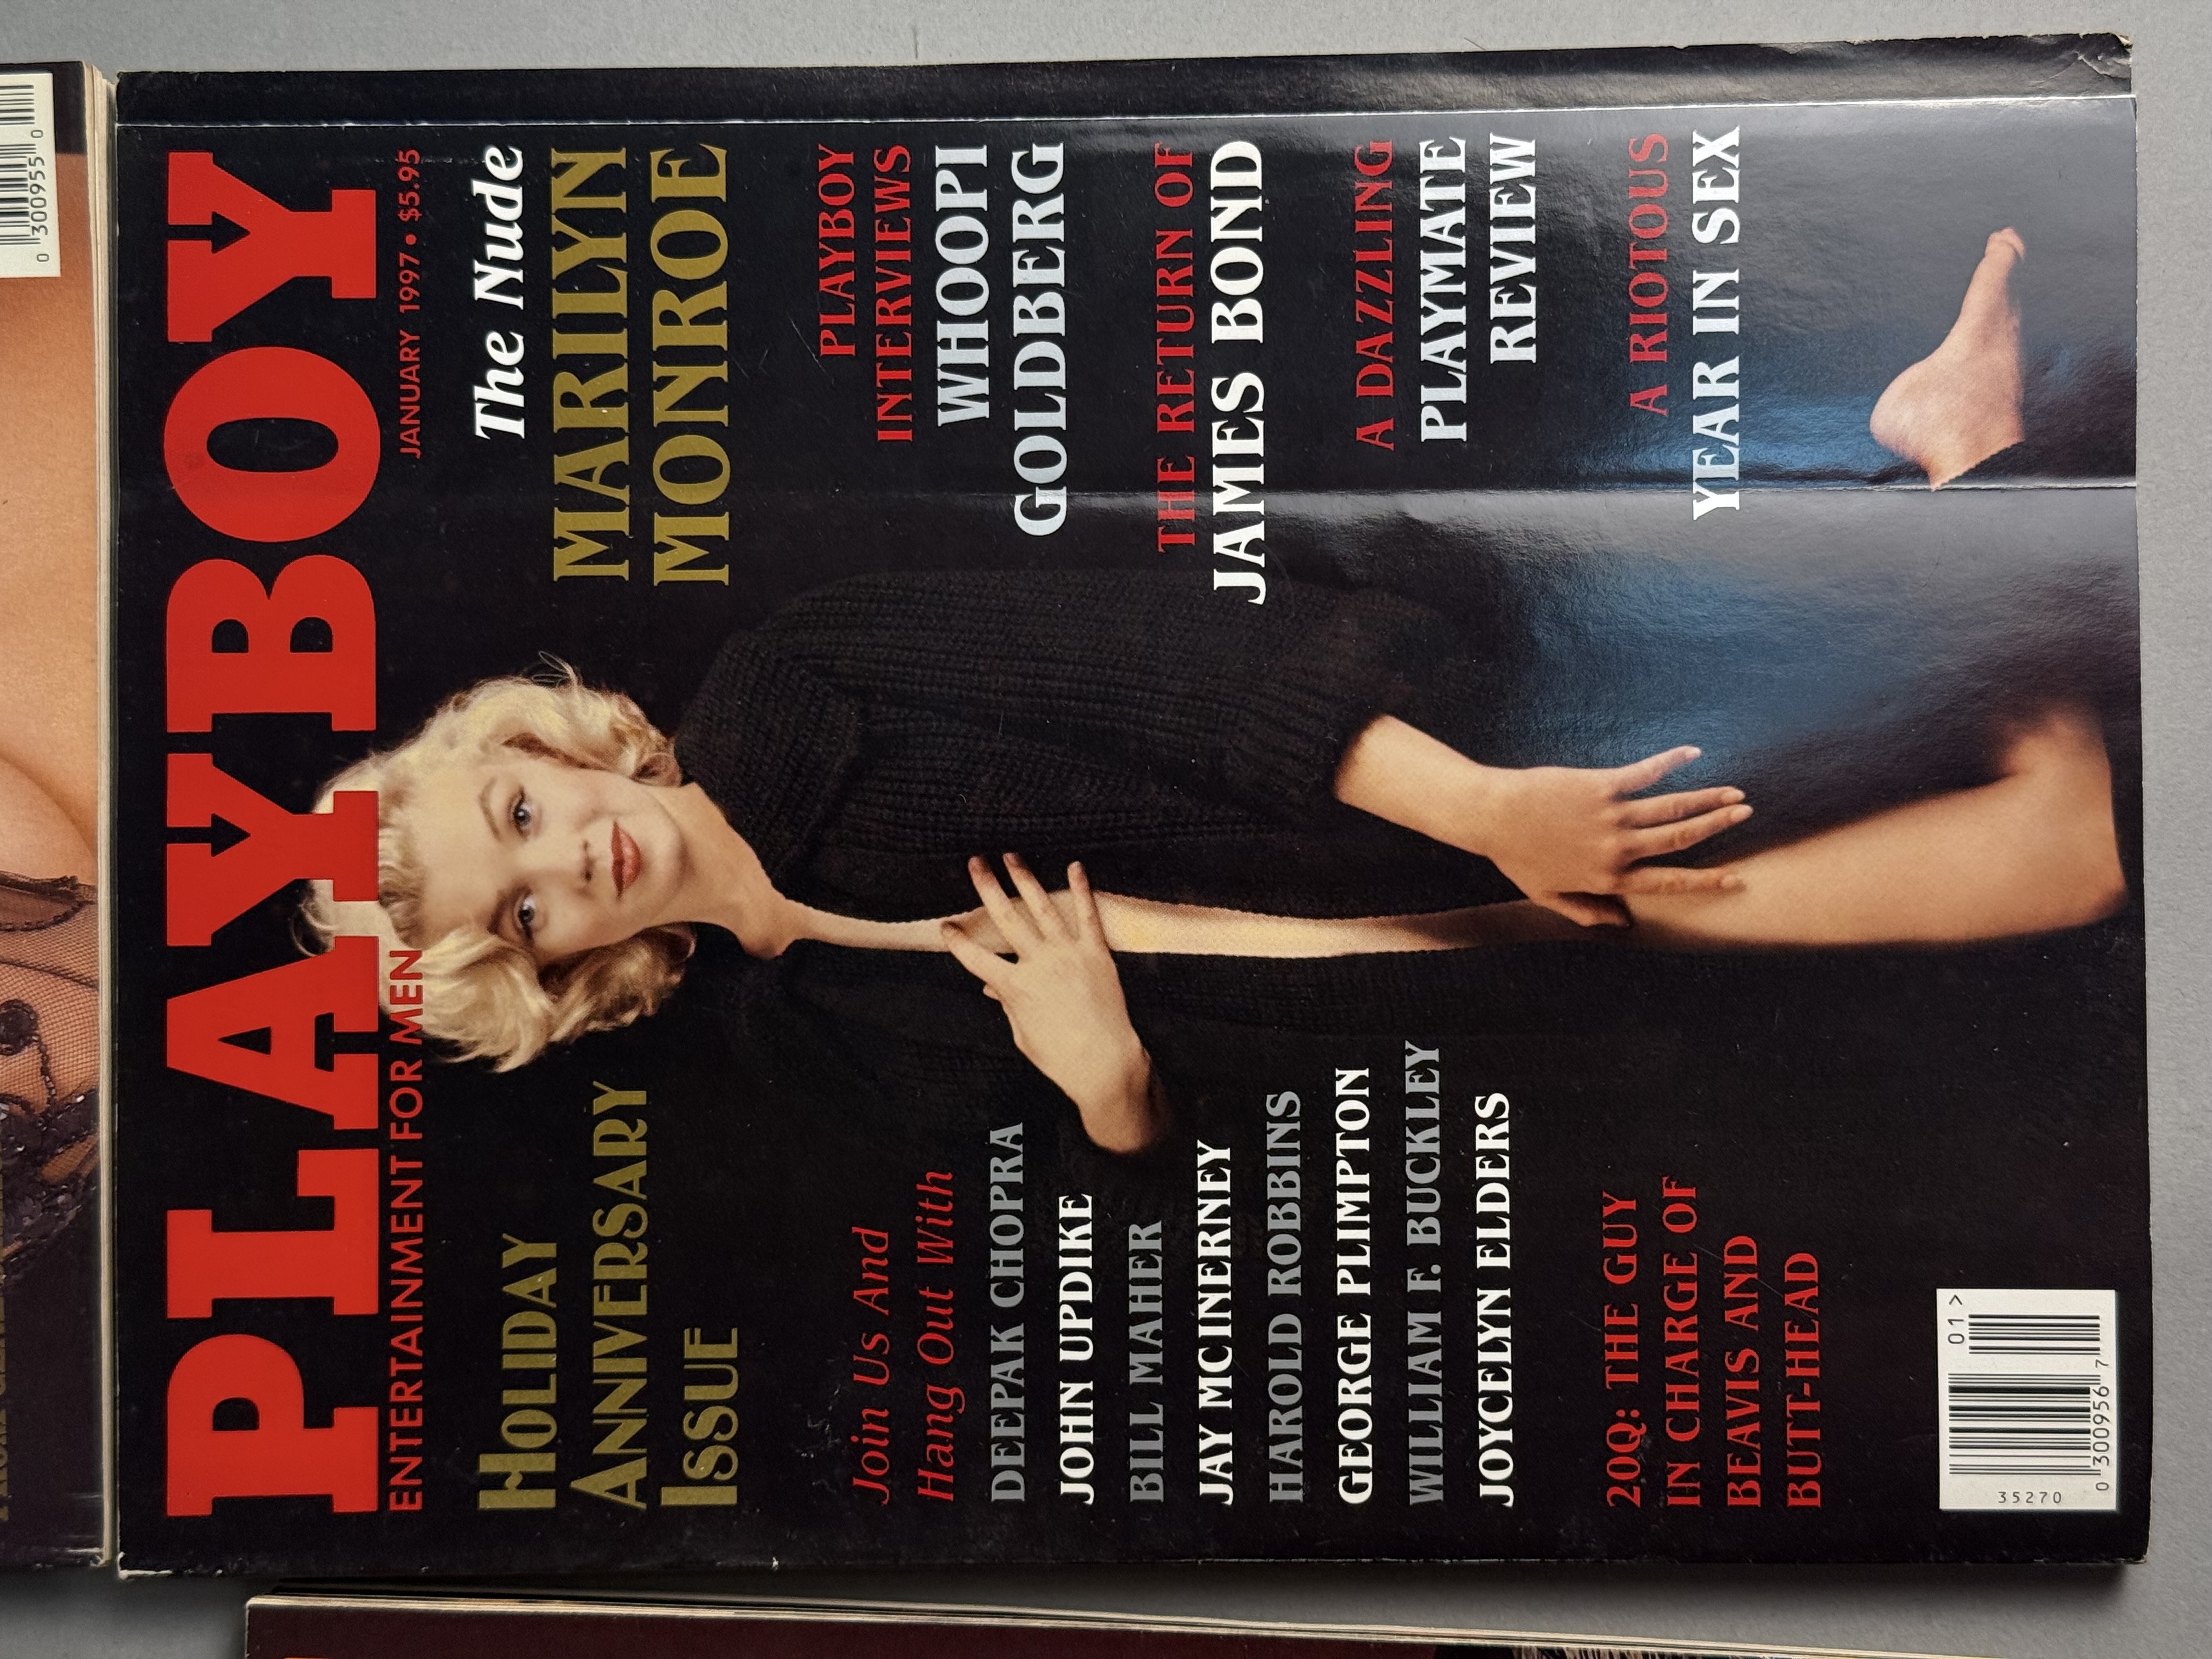 PLAYBOY
ENTERTAINMENT FOR MEN
JANUARY 1997 • $5.95
HOLIDAY
ANNIVERSARY
ISSUE
The Nude
MARILYN
MONROE
Join Us And
Hang Out With
DEEPAK CHOPRA
JOHN UPDIKE
BILL MAHER
JAY MCINERNEY
HAROLD ROBBINS
GEORGE PLIMPTON
WILLIAM F. BUCKLEY
JOYCELYN ELDERS
20Q: THE GUY
IN CHARGE OF
BEAVIS AND
BUTT-HEAD
PLAYBOY
INTERVIEWS
WHOOPI
GOLDBERG
THE RETURN OF
JAMES BOND
A DAZZLING
PLAYMATE
REVIEW
A RIOTOUS
YEAR IN SEX
35270
01>
0 300956 7
0 300955 0